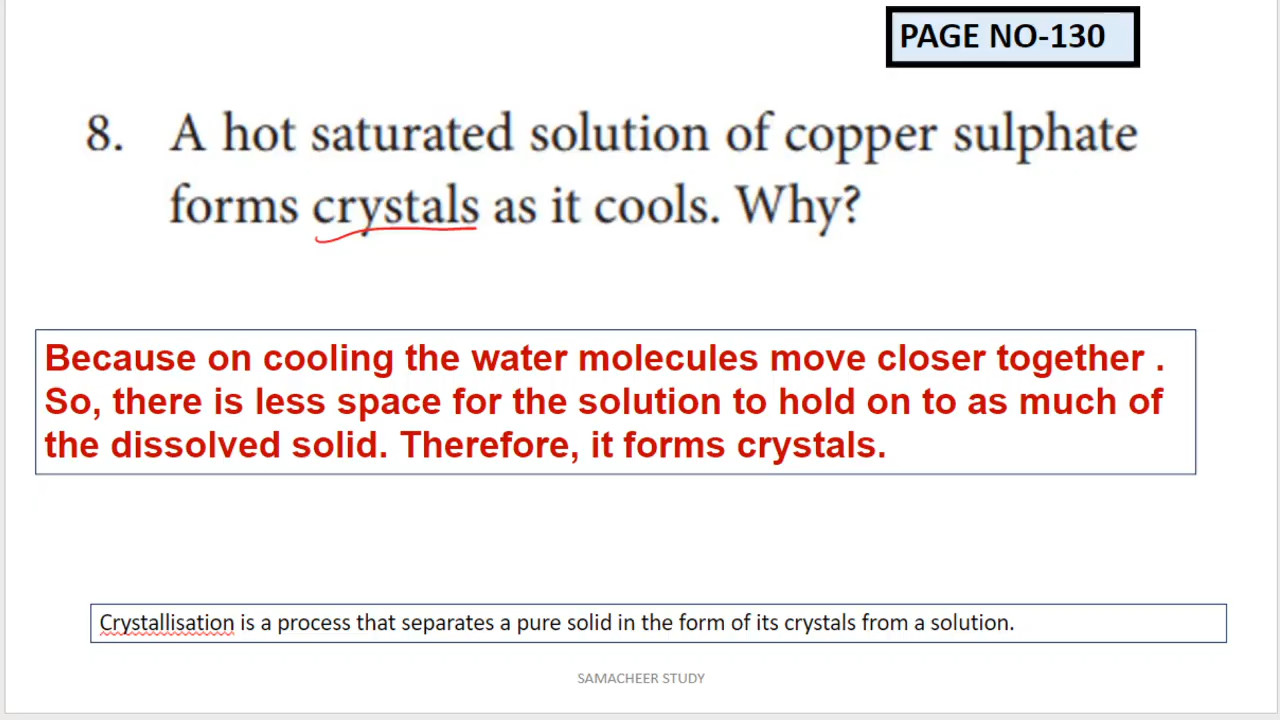 PAGE NO-130
8. A hot saturated solution of copper sulphate
forms crystals as it cools. Why?
Because on cooling the water molecules move closer together .
So, there is less space for the solution to hold on to as much of
the dissolved solid. Therefore, it forms crystals.
Crystallisation is a process that separates a pure solid in the form of its crystals from a solution.
SAMACHEER STUDY